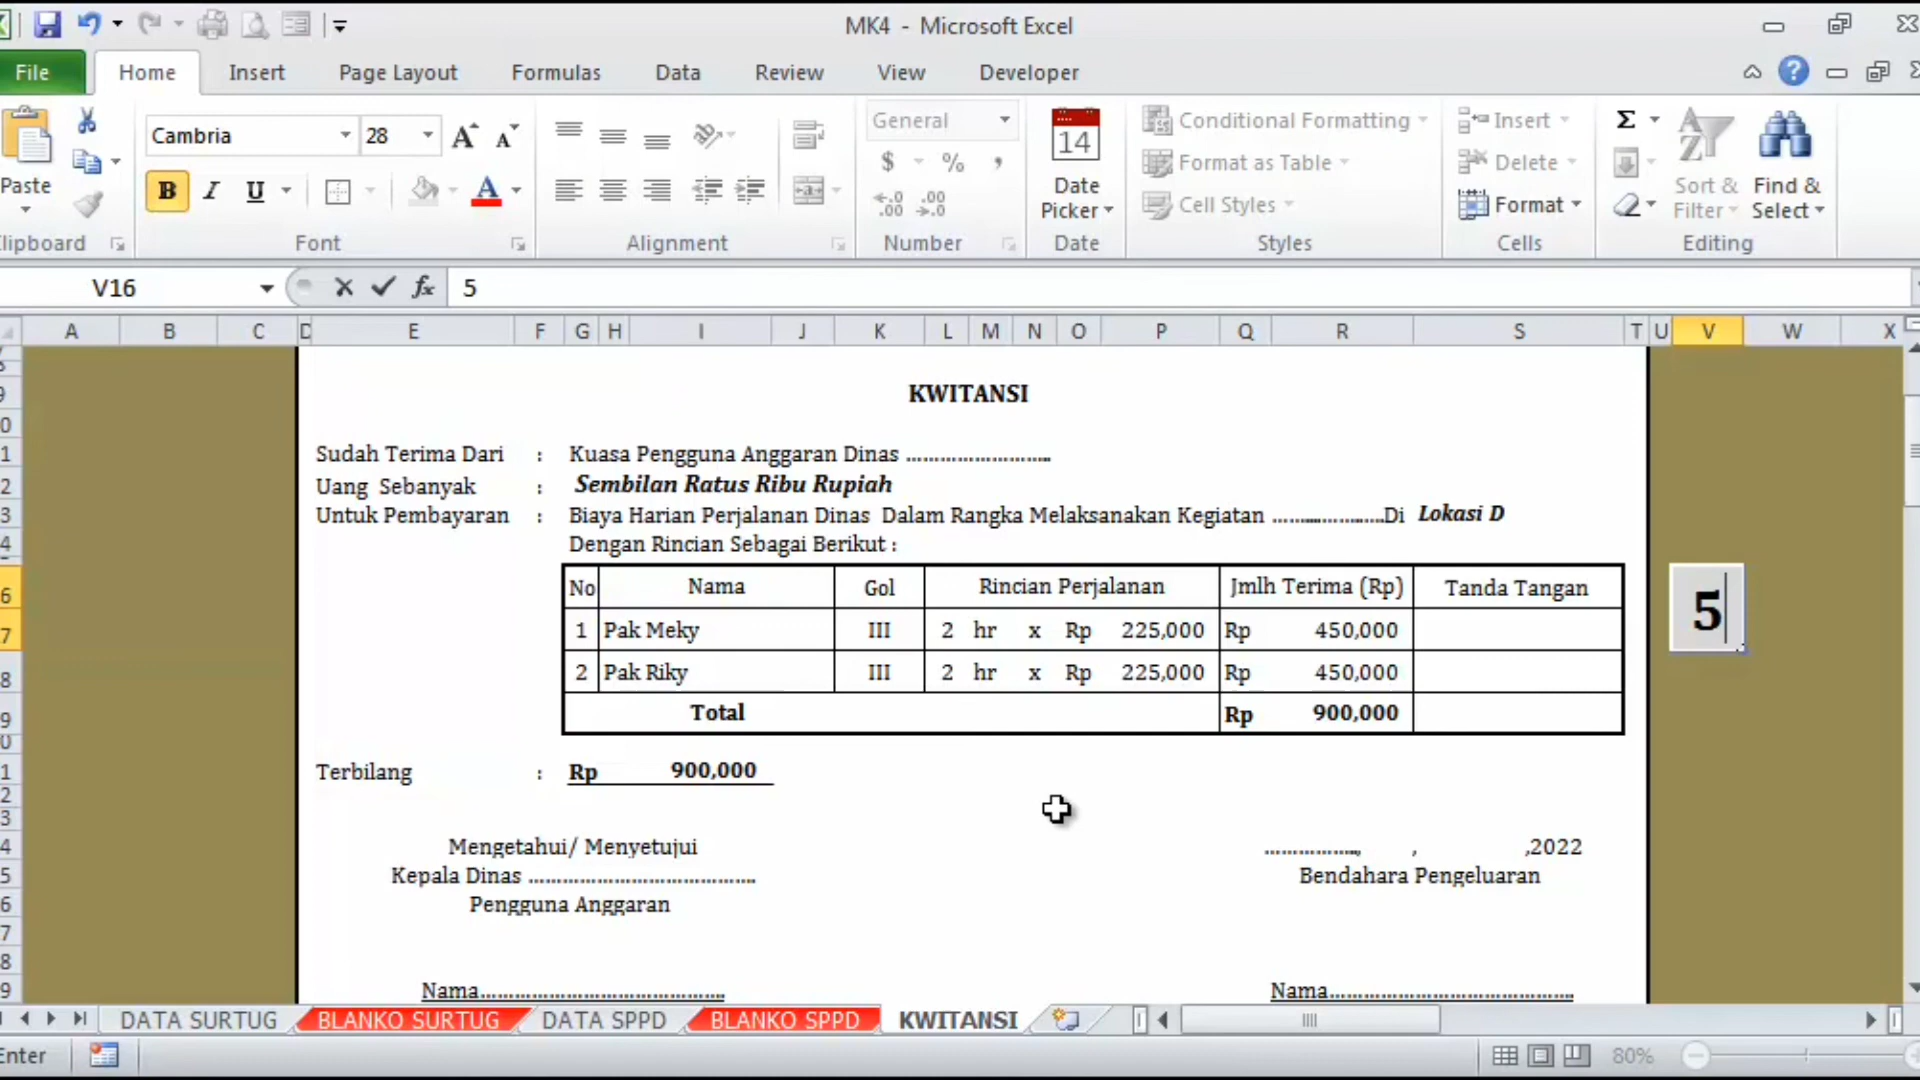 MK4 - Microsoft Excel
File Home Insert Page Layout Formulas Data Review View Developer
Cambria 28
General
Conditional Formatting
Insert
14
$ % ,
Format as Table
Delete
Paste
B I U
Date Picker
Cell Styles
Format
Sort & Filter
Find & Select
lipboard Font Alignment Number Date Styles Cells Editing
V16 fx 5
A B C D E F G H I J K L M N O P Q R S T U V W X
KWITANSI
Sudah Terima Dari : Kuasa Pengguna Anggaran Dinas ..........................
Uang Sebanyak : Sembilan Ratus Ribu Rupiah
Untuk Pembayaran : Biaya Harian Perjalanan Dinas Dalam Rangka Melaksanakan Kegiatan ....................Di Lokasi D
Dengan Rincian Sebagai Berikut :
No Nama Gol Rincian Perjalanan Jmlh Terima (Rp) Tanda Tangan
1 Pak Meky III 2 hr x Rp 225,000 Rp 450,000
2 Pak Riky III 2 hr x Rp 225,000 Rp 450,000
Total Rp 900,000
5
Terbilang : Rp 900,000
Mengetahui/ Menyetujui
Kepala Dinas ........................................
Pengguna Anggaran
.................., , ,2022
Bendahara Pengeluaran
Nama...........................................
Nama...........................................
DATA SURTUG BLANKO SURTUG DATA SPPD BLANKO SPPD KWITANSI
Enter 80%